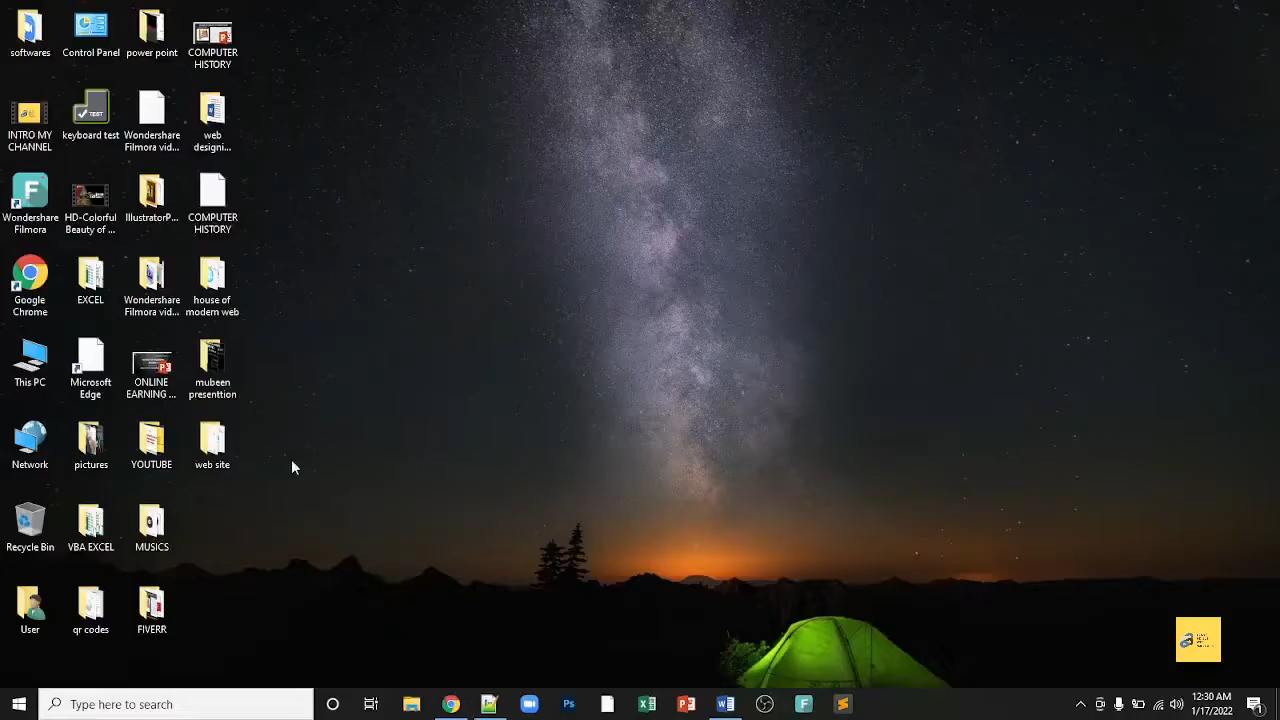 softwares
Control Panel
power point
COMPUTER
HISTORY
INTRO MY
CHANNEL
keyboard test
TEST
Wondershare
Filmora vid...
web
designi...
Wondershare
Filmora
HD-Colorful
Beauty of ...
IllustratorP...
COMPUTER
HISTORY
Google
Chrome
EXCEL
Wondershare
Filmora vid...
house of
modern web
This PC
Microsoft
Edge
ONLINE
EARNING ...
mubeen
presenttion
Network
pictures
YOUTUBE
web site
Recycle Bin
VBA EXCEL
MUSICS
User
qr codes
FIVERR
Type here to search
12:30 AM
1/17/2022